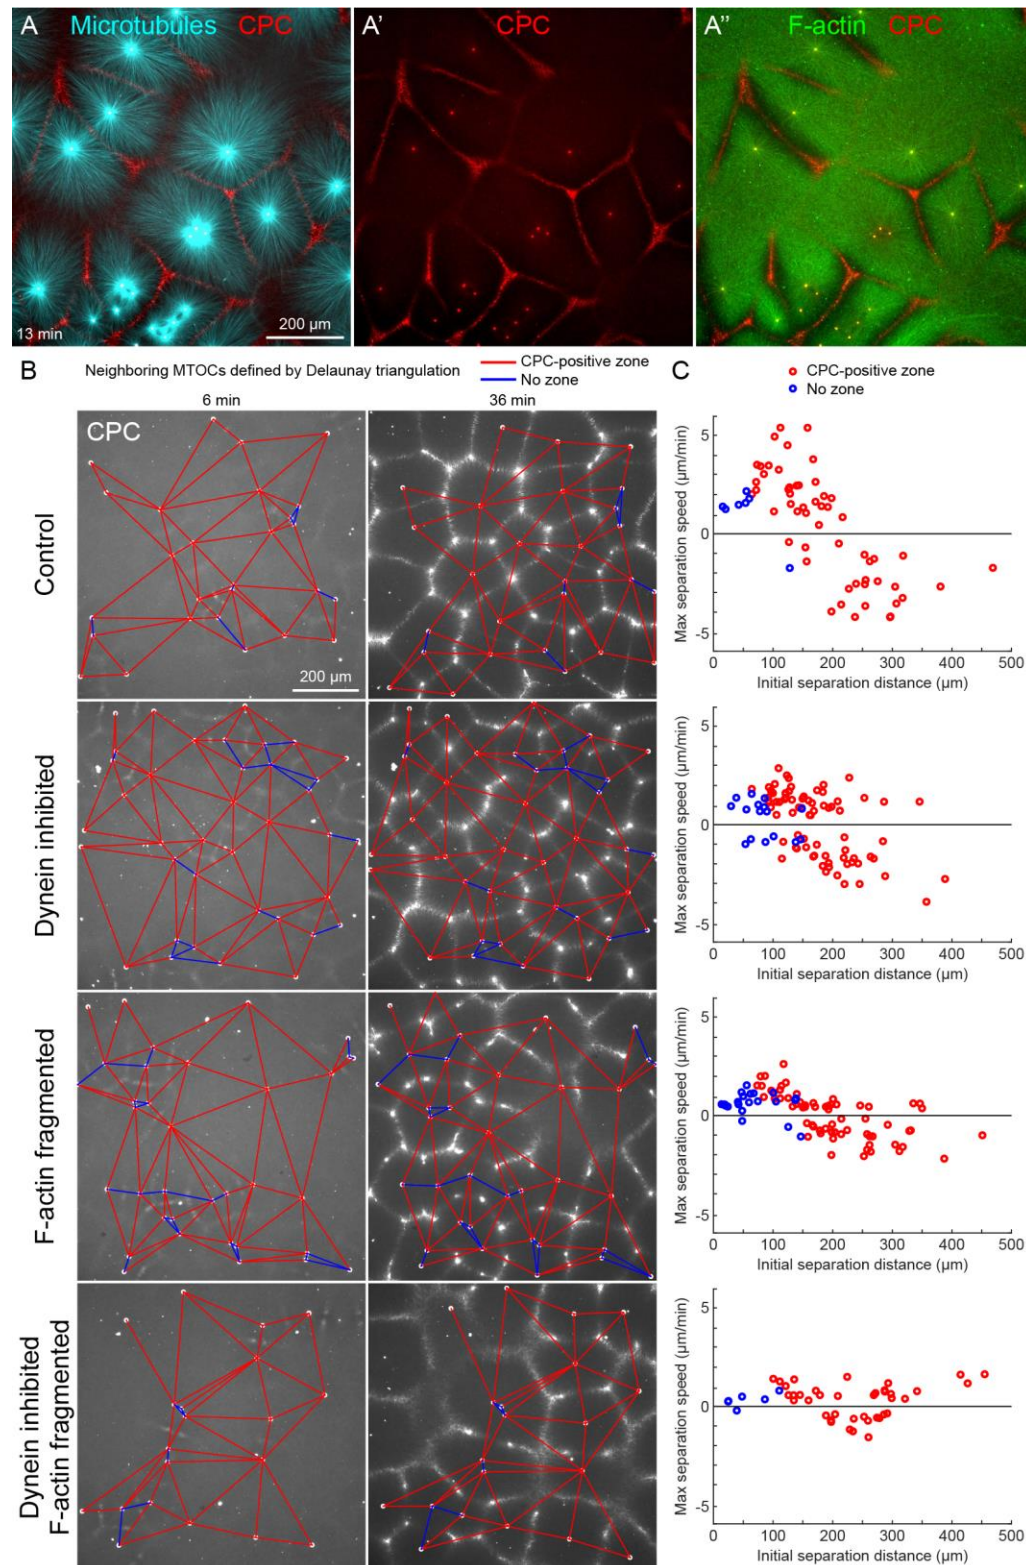 A Microtubules CPC
13 min
200 µm
A' CPC
A'' F-actin CPC
B Neighboring MTOCs defined by Delaunay triangulation
CPC-positive zone
No zone
6 min
36 min
CPC
200 µm
Control
Dynein inhibited
F-actin fragmented
Dynein inhibited
F-actin fragmented
C
CPC-positive zone
No zone
Max separation speed (µm/min)
5
0
-5
0 100 200 300 400 500
Initial separation distance (µm)
Max separation speed (µm/min)
5
0
-5
0 100 200 300 400 500
Initial separation distance (µm)
Max separation speed (µm/min)
5
0
-5
0 100 200 300 400 500
Initial separation distance (µm)
Max separation speed (µm/min)
5
0
-5
0 100 200 300 400 500
Initial separation distance (µm)